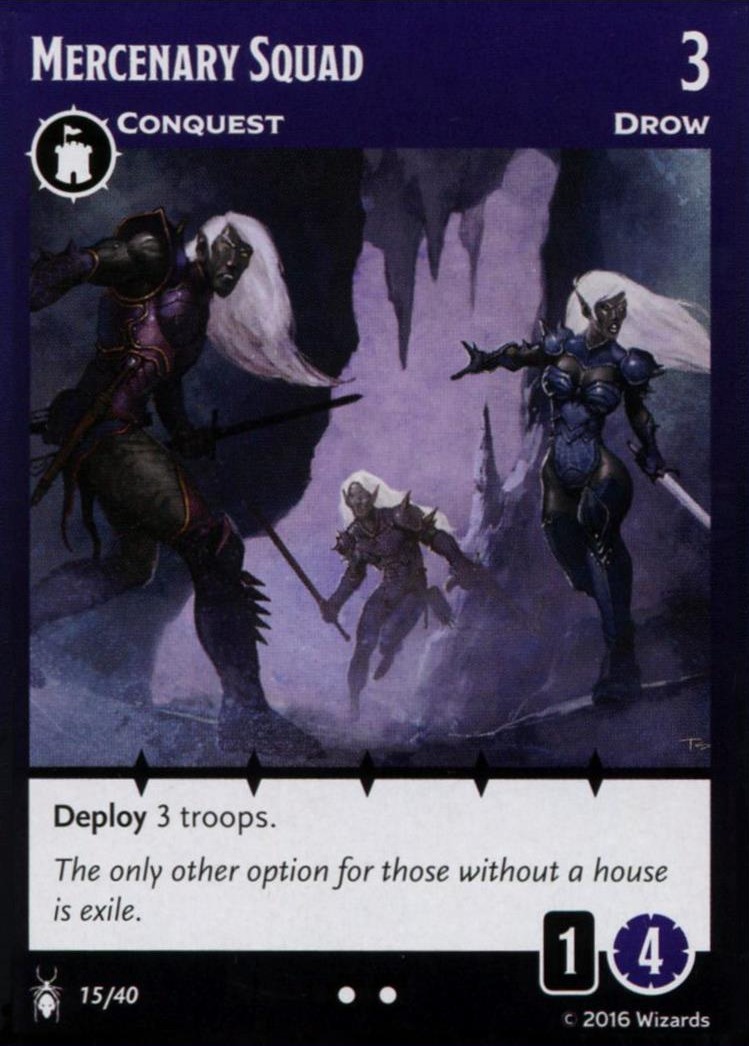 MERCENARY SQUAD 3
CONQUEST DROW
Deploy 3 troops.
The only other option for those without a house
is exile.
1 4
15/40
© 2016 Wizards